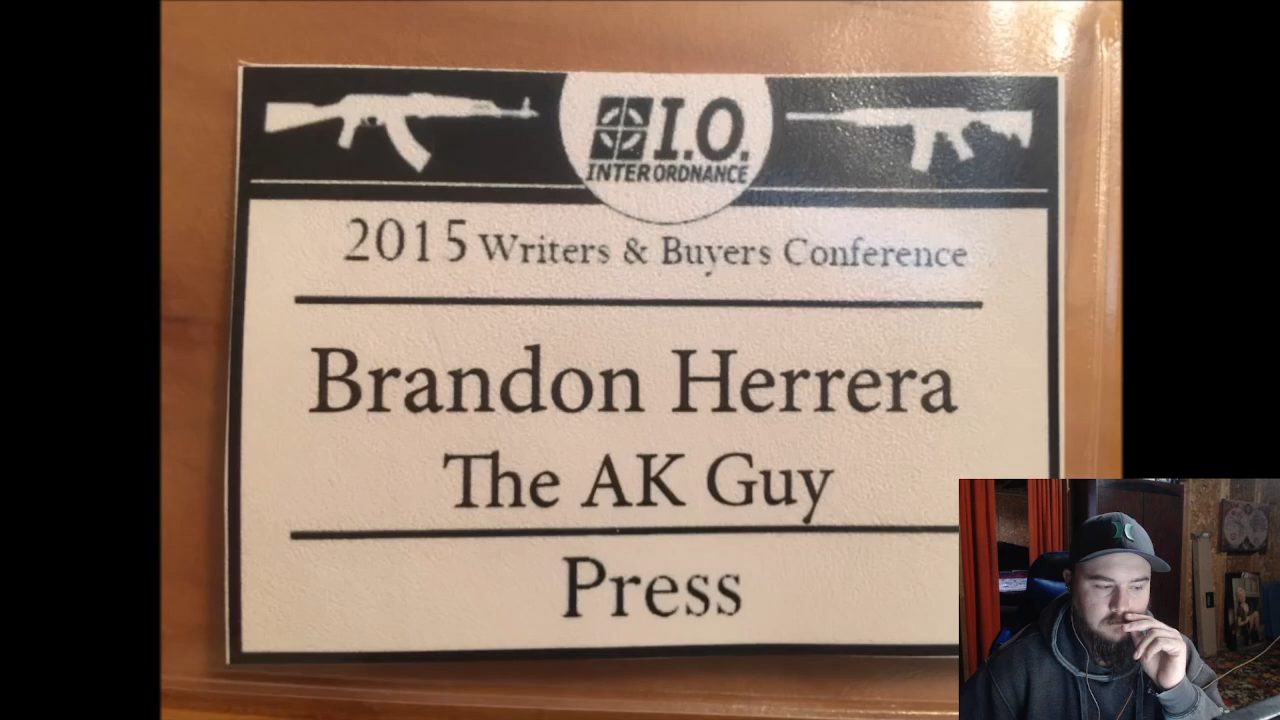 I.O.
INTER ORDNANCE
2015 Writers & Buyers Conference
Brandon Herrera
The AK Guy
Press